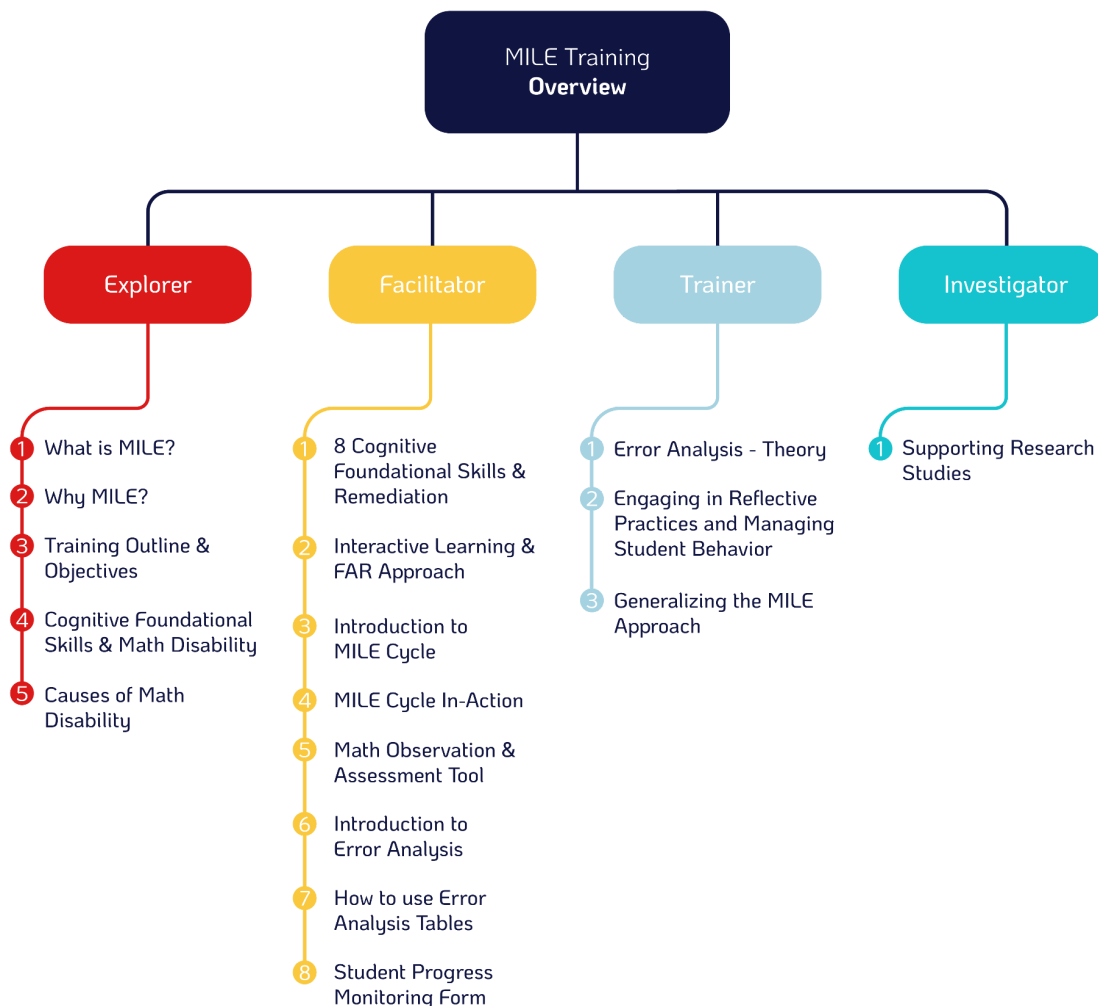 MILE Training
Overview
Explorer
1 What is MILE?
2 Why MILE?
3 Training Outline &
Objectives
4 Cognitive Foundational
Skills & Math Disability
5 Causes of Math
Disability
Facilitator
1 8 Cognitive
Foundational Skills &
Remediation
2 Interactive Learning &
FAR Approach
3 Introduction to
MILE Cycle
4 MILE Cycle In-Action
5 Math Observation &
Assessment Tool
6 Introduction to
Error Analysis
7 How to use Error
Analysis Tables
8 Student Progress
Monitoring Form
Trainer
1 Error Analysis - Theory
2 Engaging in Reflective
Practices and Managing
Student Behavior
3 Generalizing the MILE
Approach
Investigator
1 Supporting Research
Studies